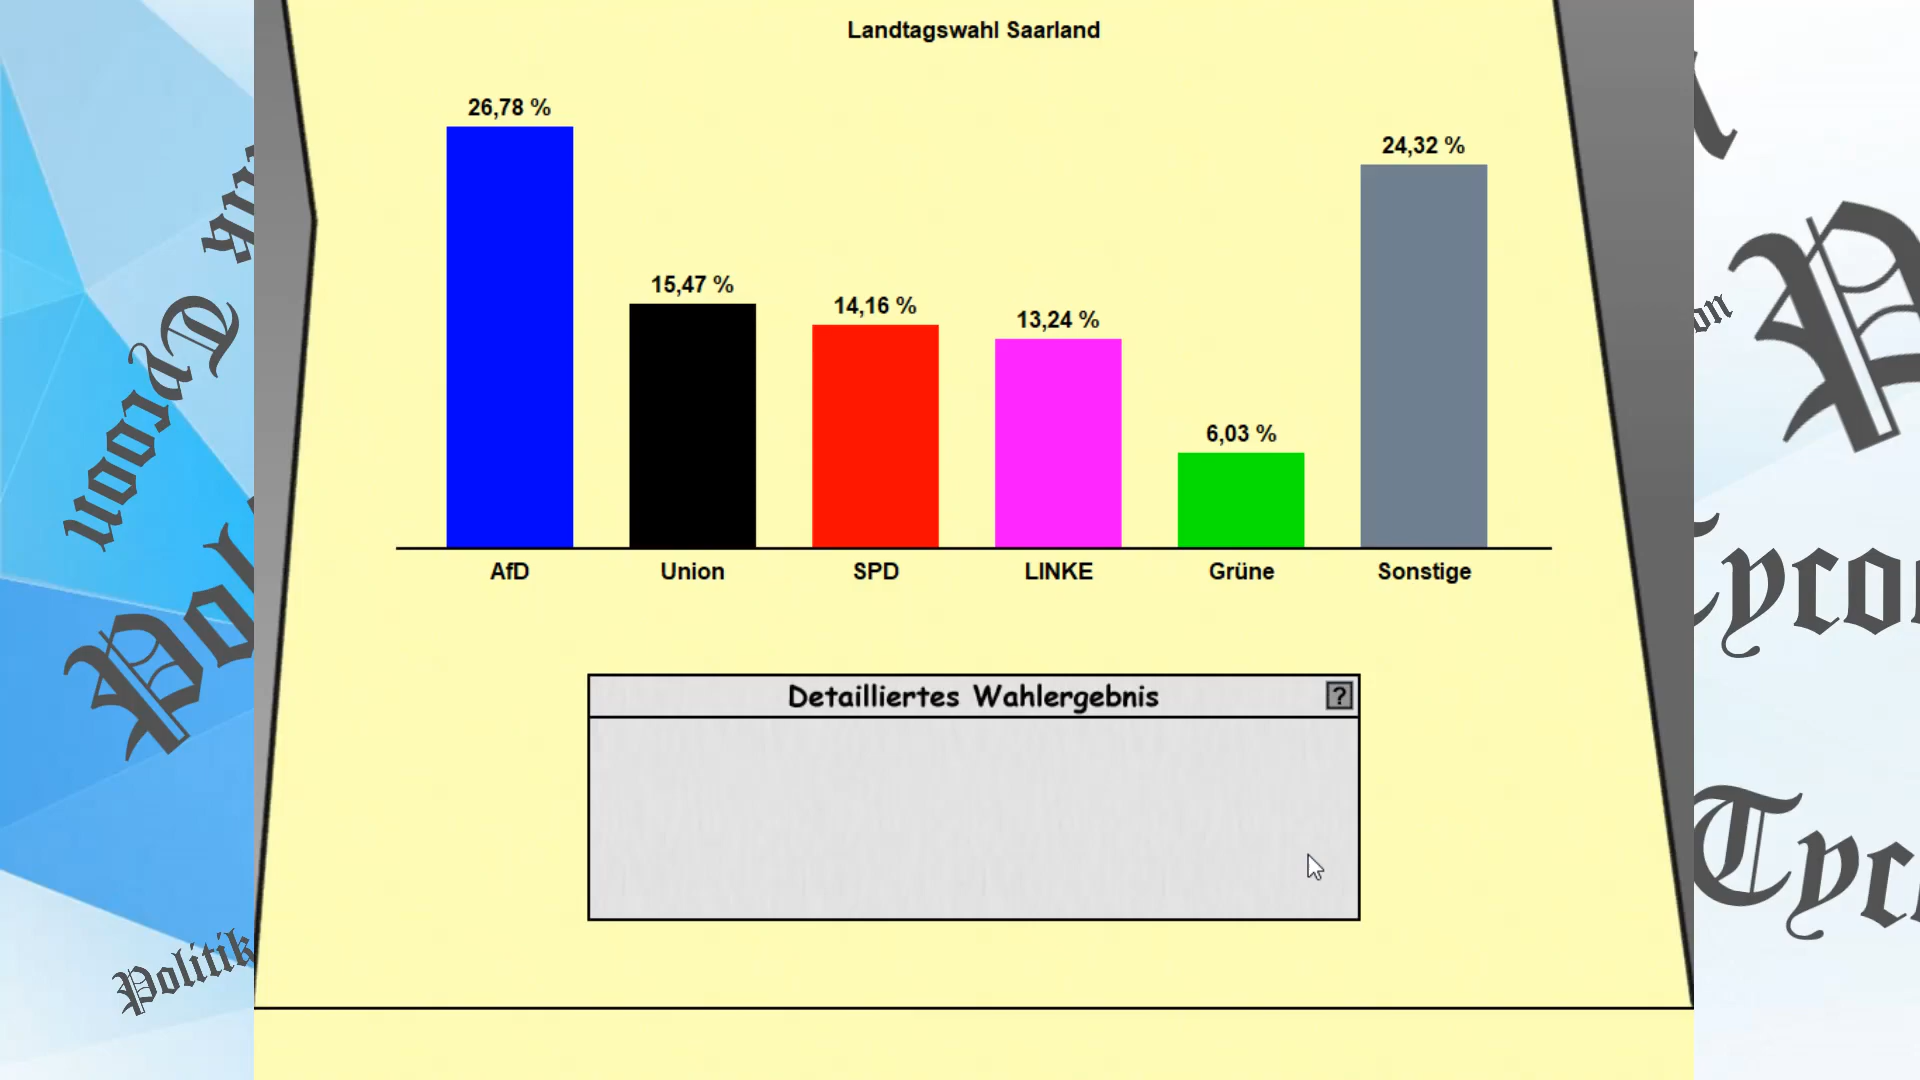 Landtagswahl Saarland
26,78 %
15,47 %
14,16 %
13,24 %
6,03 %
24,32 %
AfD
Union
SPD
LINKE
Grüne
Sonstige
Detailliertes Wahlergebnis
?
Tycoon
Politik